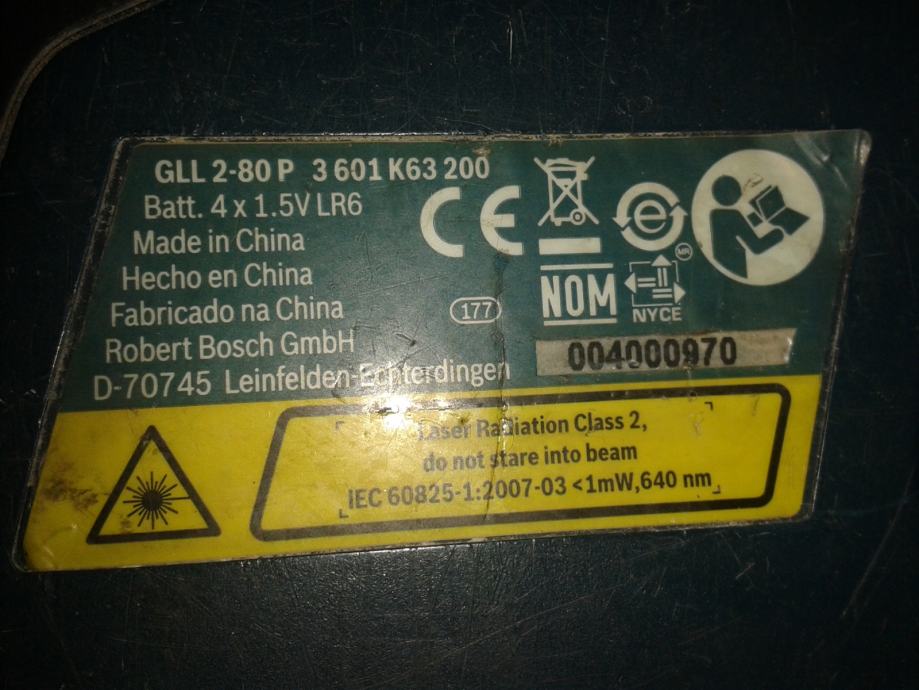 GLL 2-80 P 3 601 K63 200
Batt. 4 x 1.5V LR6
Made in China
Hecho en China
Fabricado na China
Robert Bosch GmbH
D-70745 Leinfelden-Echterdingen
CE
e
177
NOM
MR
NYCE
004000970
Laser Radiation Class 2,
do not stare into beam
IEC 60825-1:2007-03 <1mW,640 nm